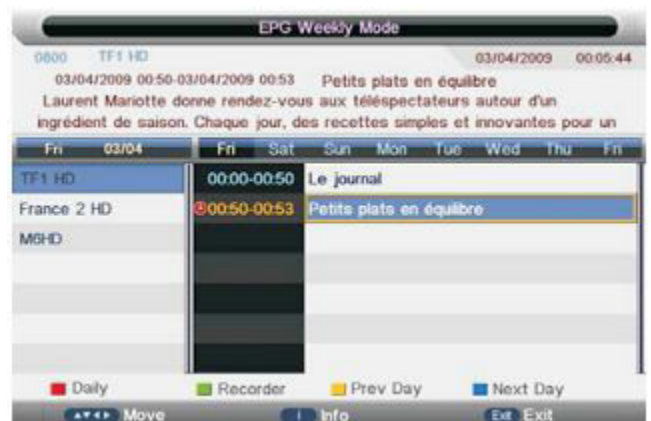 EPG Weekly Mode
0800 TF1 HD 03/04/2009 00:05:44
03/04/2009 00:50-03/04/2009 00:53 Petits plats en équilibre
Laurent Mariotte donne rendez-vous aux téléspectateurs autour d'un
ingrédient de saison. Chaque jour, des recettes simples et innovantes pour un
Fri 03/04 Fri Sat Sun Mon Tue Wed Thu Fri
TF1 HD 00:00-00:50 Le journal
France 2 HD 00:50-00:53 Petits plats en équilibre
M6HD
Daily Recorder Prev Day Next Day
Move i Info Exit Exit